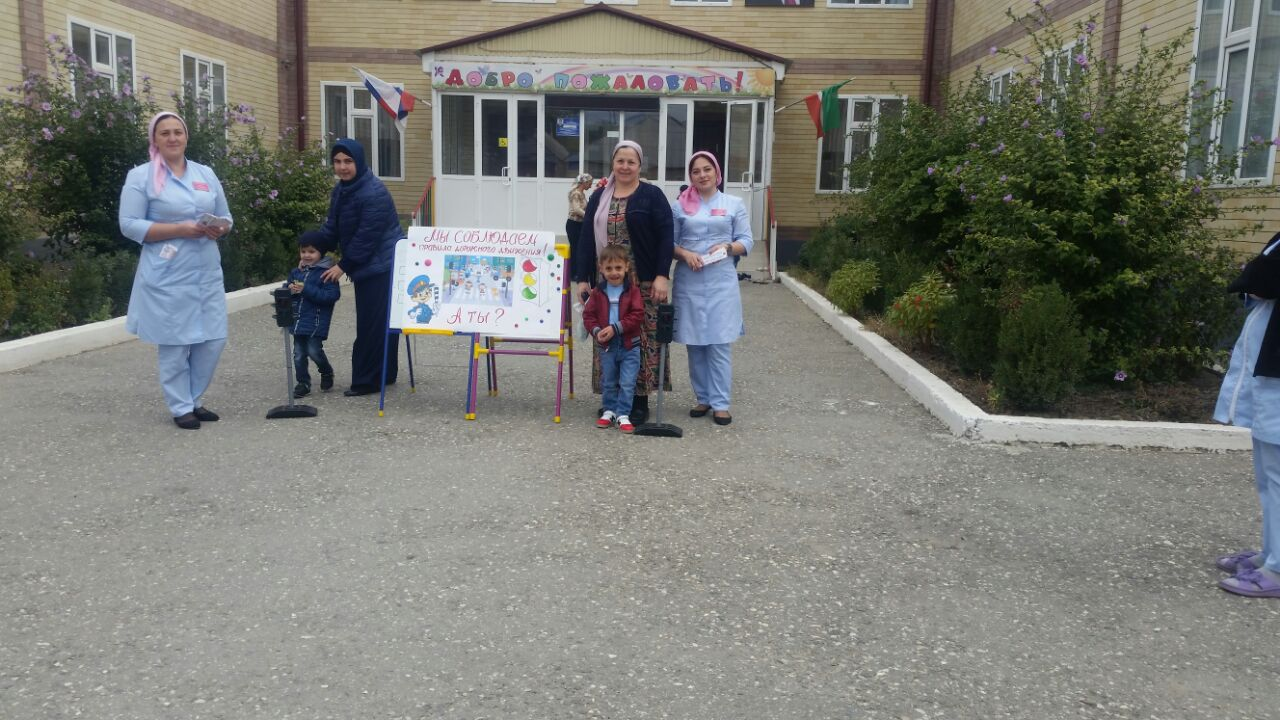 ДОБРО ПОЖАЛОВАТЬ!
МЫ СОБЛЮДАЕМ
ПРАВИЛА ДОРОЖНОГО ДВИЖЕНИЯ!
А ТЫ?